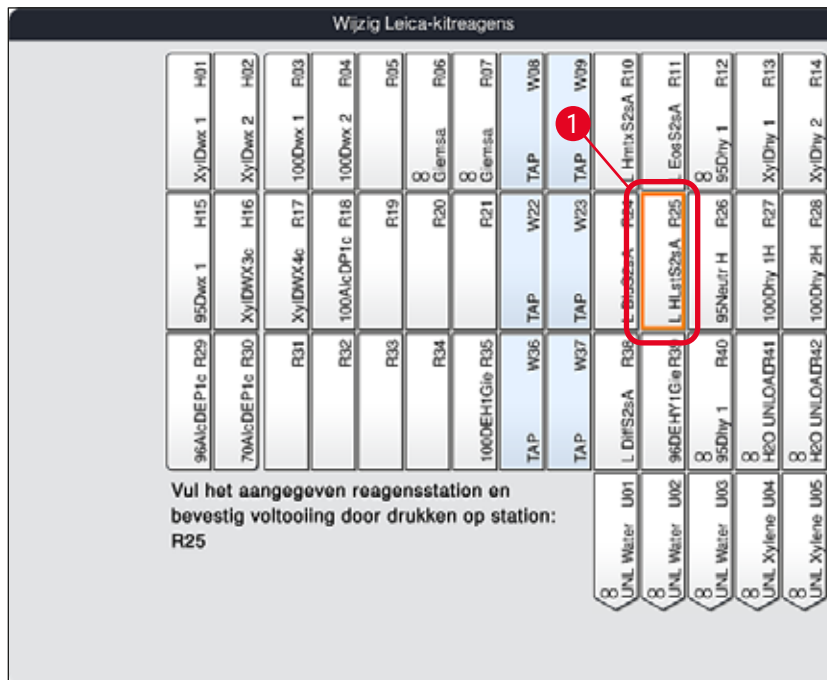 Wijzig Leica-kitreagens
XylDwx 1 H01
XylDwx 2 H02
100Dwx 1 R03
100Dwx 2 R04
R05
∞ Giemsa R06
∞ Giemsa R07
TAP W08
TAP W09
L HmtxS2sA R10
L EosS2sA R11
∞ 95Dhy 1 R12
XylDhy 1 R13
XylDhy 2 R14
1
95Dwx 1 H15
XylDWX3c H16
XylDWX4c R17
100AlcDP1c R18
R19
R20
R21
TAP W22
TAP W23
L R24
L HLstS2sA R25
95Neutr H R26
100Dhy 1H R27
100Dhy 2H R28
96AlcDEP1c R29
70AlcDEP1c R30
R31
R32
R33
R34
100DEH1Gie R35
TAP W36
TAP W37
L DifS2sA R38
96DEHY1Gie R39
∞ 95Dhy 1 R40
∞ H2O UNLOADR41
∞ H2O UNLOADR42
Vul het aangegeven reagensstation en
bevestig voltooiing door drukken op station:
R25
∞ UNL Water U01
∞ UNL Water U02
∞ UNL Water U03
∞ UNL Xylene U04
∞ UNL Xylene U05